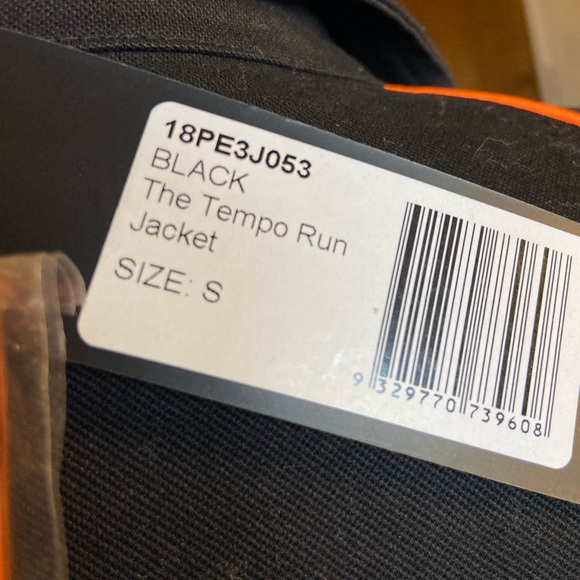 18PE3J053
BLACK
The Tempo Run
Jacket
SIZE: S
9 329770 739608